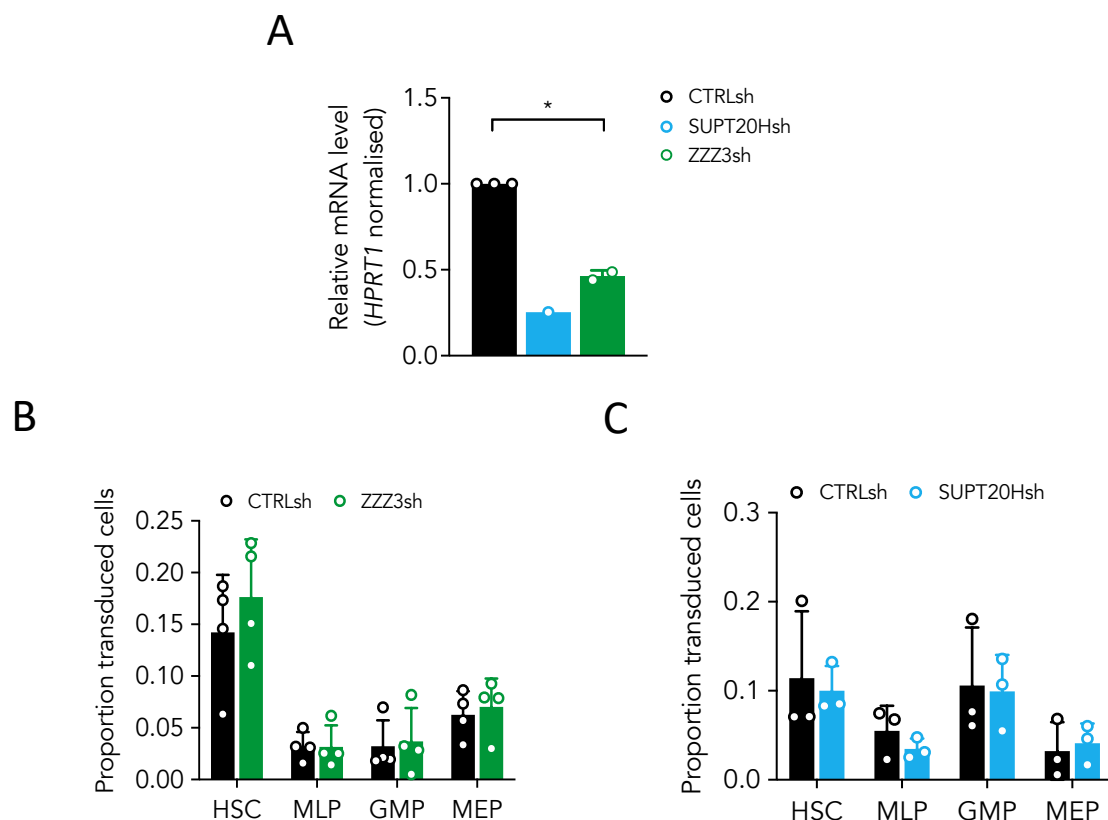 A
Relative mRNA level
(HPRT1 normalised)
1.5
1.0
0.5
0.0
*
CTRLsh
SUPT20Hsh
ZZZ3sh
B
Proportion transduced cells
CTRLsh ZZZ3sh
0.25
0.20
0.15
0.10
0.05
0.00
HSC MLP GMP MEP
C
Proportion transduced cells
CTRLsh SUPT20Hsh
0.3
0.2
0.1
0.0
HSC MLP GMP MEP